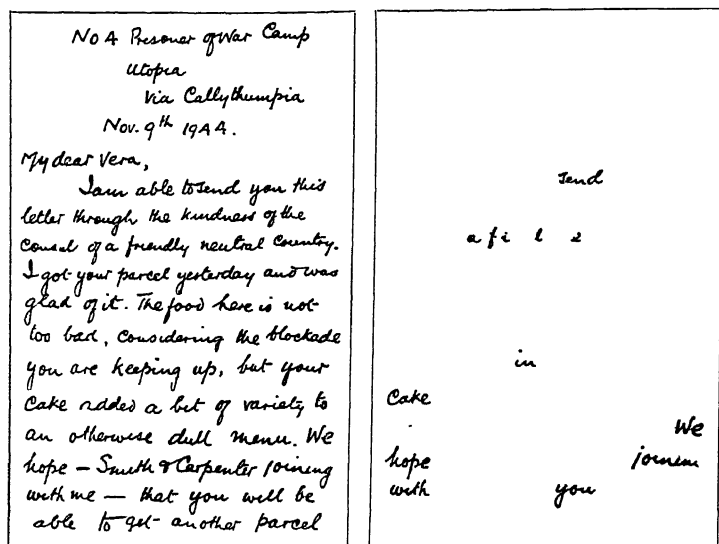 No 4 Prisoner of War Camp
Utopia
Via Callythumpia
Nov. 9th 1944.
My dear Vera,
I am able to send you this
letter through the kindness of the
Consul of a friendly neutral country.
I got your parcel yesterday and was
glad of it. The food here is not
too bad, considering the blockade
you are keeping up, but your
Cake added a bit of variety to
an otherwise dull menu. We
hope – Smith & Carpenter joining
with me – that you will be
able to get another parcel
send
a f i l e
in
Cake
We
hope joinin
with you